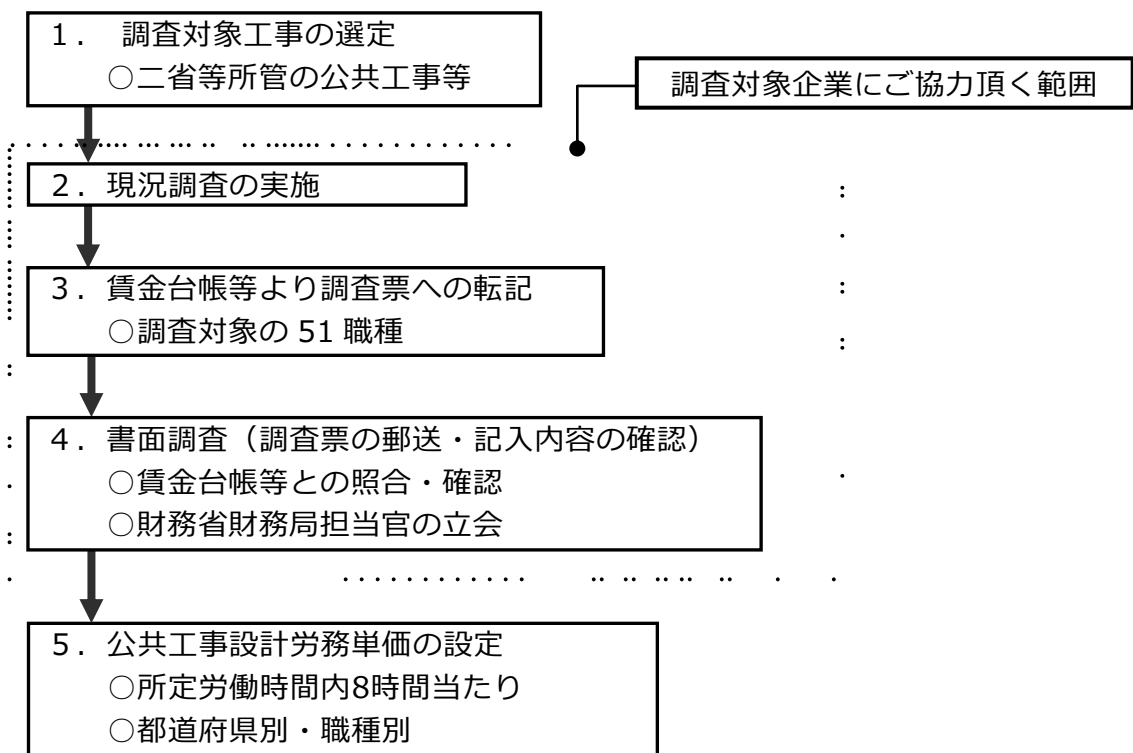 1． 調査対象工事の選定
○二省等所管の公共工事等
調査対象企業にご協力頂く範囲
2．現況調査の実施
3．賃金台帳等より調査票への転記
○調査対象の 51 職種
4．書面調査（調査票の郵送・記入内容の確認）
○賃金台帳等との照合・確認
○財務省財務局担当官の立会
5．公共工事設計労務単価の設定
○所定労働時間内8時間当たり
○都道府県別・職種別